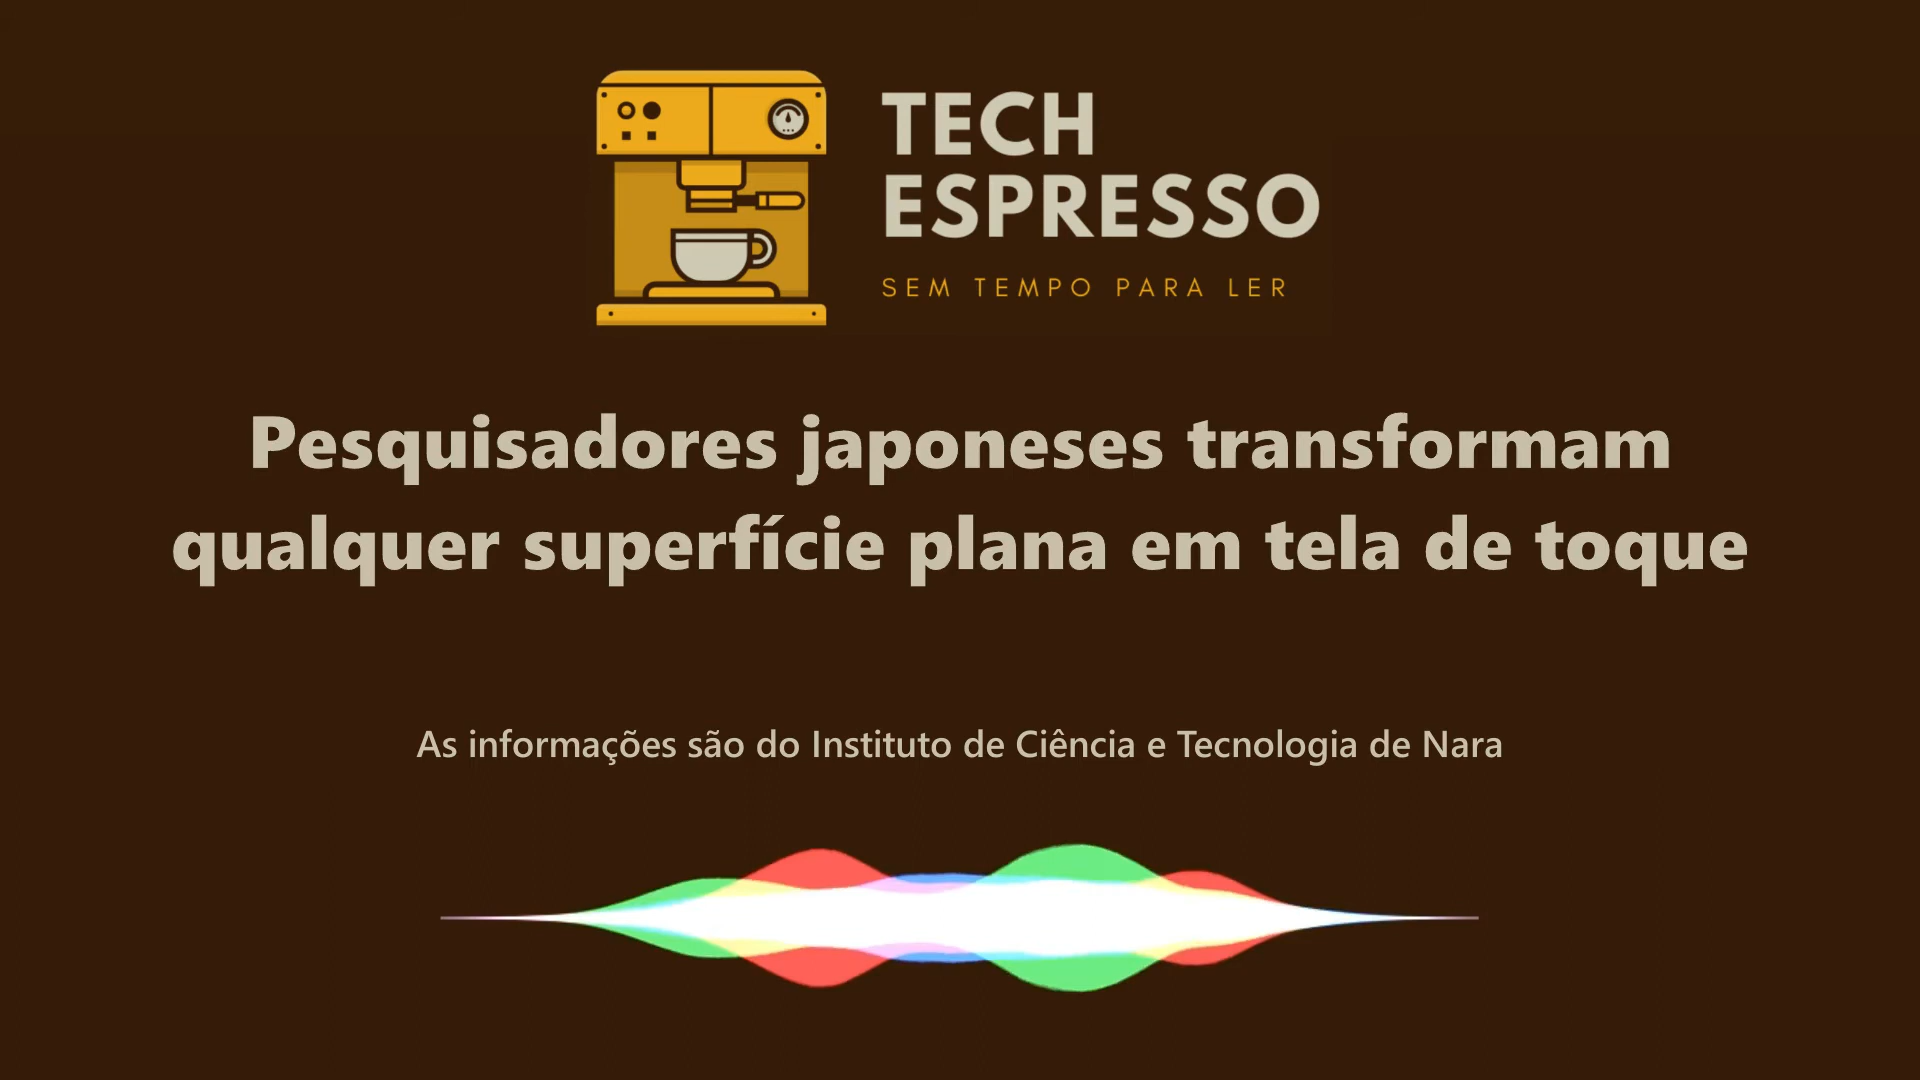 TECH
ESPRESSO
SEM TEMPO PARA LER
Pesquisadores japoneses transformam
qualquer superfície plana em tela de toque
As informações são do Instituto de Ciência e Tecnologia de Nara